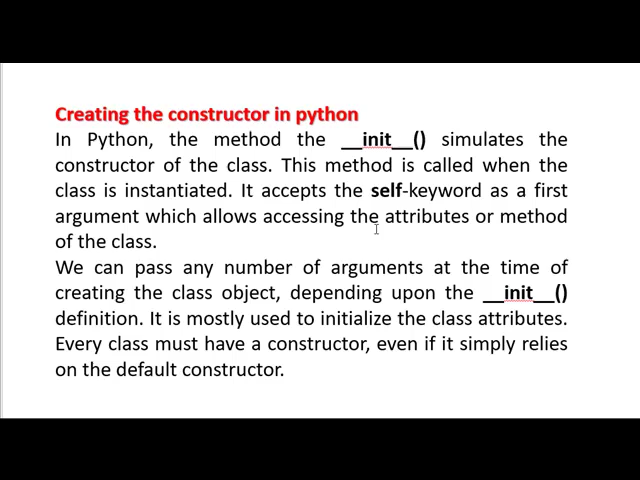 Creating the constructor in python
In Python, the method the __init__() simulates the
constructor of the class. This method is called when the
class is instantiated. It accepts the self-keyword as a first
argument which allows accessing the attributes or method
of the class.
We can pass any number of arguments at the time of
creating the class object, depending upon the __init__()
definition. It is mostly used to initialize the class attributes.
Every class must have a constructor, even if it simply relies
on the default constructor.